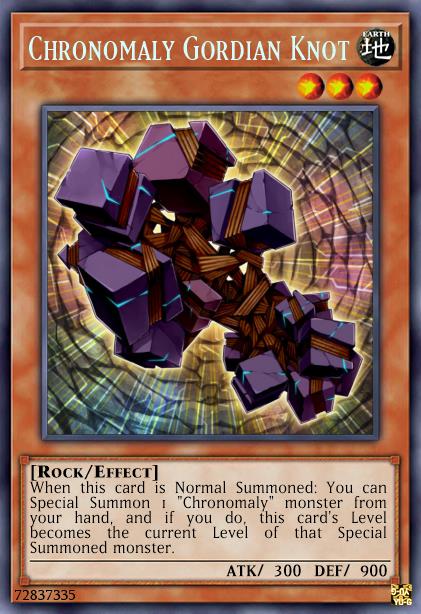 CHRONOMALY GORDIAN KNOT
EARTH
地
[ROCK/EFFECT]
When this card is Normal Summoned: You can
Special Summon 1 "Chronomaly" monster from
your hand, and if you do, this card's Level
becomes the current Level of that Special
Summoned monster.
ATK/ 300 DEF/ 900
72837335